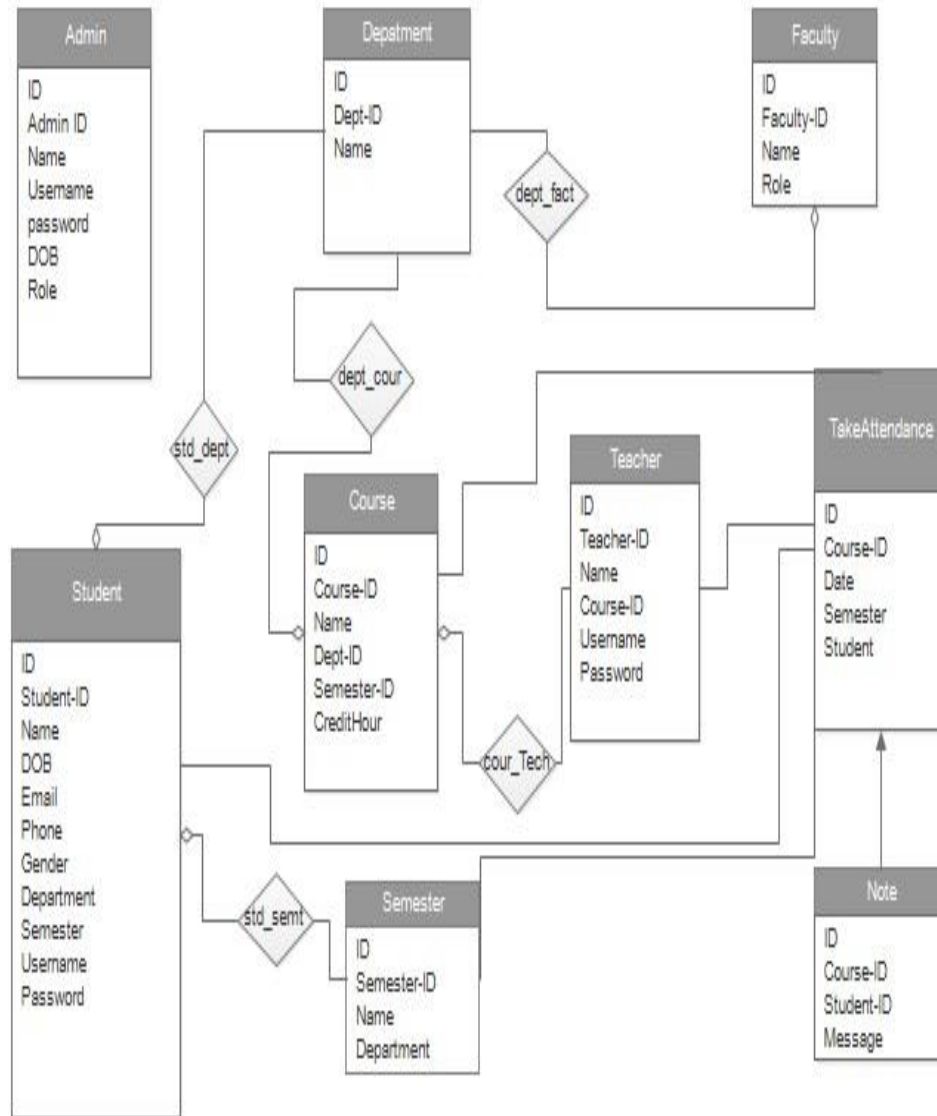 Admin
ID
Admin ID
Name
Username
password
DOB
Role
Depatment
ID
Dept-ID
Name
Faculty
ID
Faculty-ID
Name
Role
dept_fact
dept_cour
std_dept
Student
ID
Student-ID
Name
DOB
Email
Phone
Gender
Department
Semester
Username
Password
Course
ID
Course-ID
Name
Dept-ID
Semester-ID
CreditHour
Teacher
ID
Teacher-ID
Name
Course-ID
Username
Password
TakeAttendance
ID
Course-ID
Date
Semester
Student
cour_Tech
std_semt
Semester
ID
Semester-ID
Name
Department
Note
ID
Course-ID
Student-ID
Message